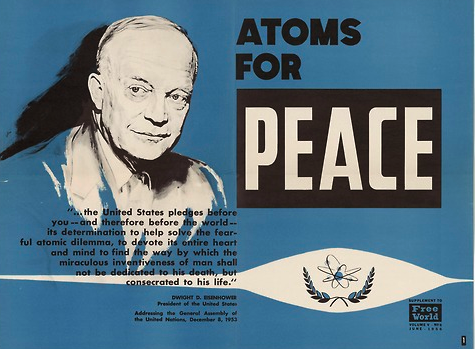 ATOMS
FOR
PEACE
"...the United States pledges before
you--and therefore before the world--
its determination to help solve the fear-
ful atomic dilemma, to devote its entire heart
and mind to find the way by which the
miraculous inventiveness of man shall
not be dedicated to his death, but
consecrated to his life."
DWIGHT D. EISENHOWER
President of the United States
Addressing the General Assembly of
the United Nations, December 8, 1953
SUPPLEMENT TO
Free
World
VOLUME
JUNE